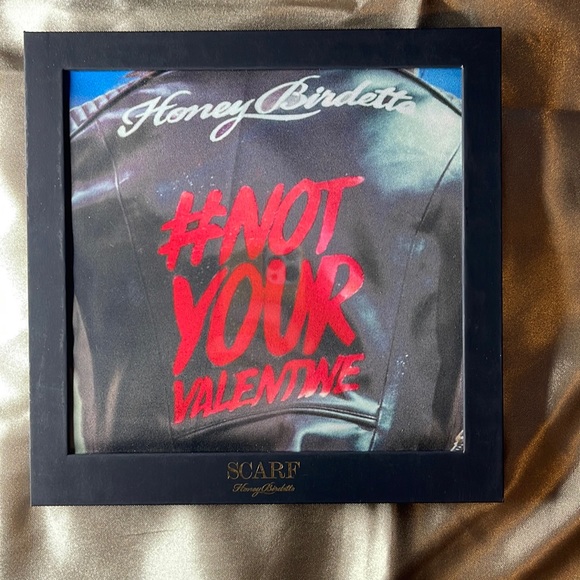 Honey Birdette
#NOT
YOUR
VALENTINE
SCARF
Honey Birdette